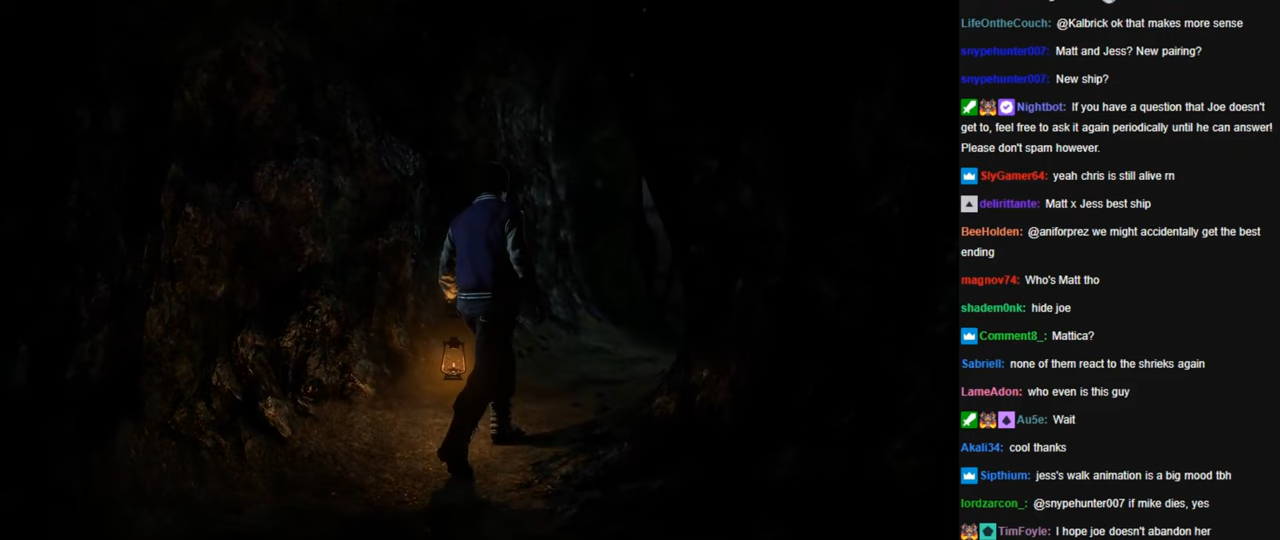 LifeOntheCouch: @Kalbrick ok that makes more sense
snypehunter007: Matt and Jess? New pairing?
snypehunter007: New ship?
Nightbot: If you have a question that Joe doesn't
get to, feel free to ask it again periodically until he can answer!
Please don't spam however.
SlyGamer64: yeah chris is still alive rn
delirittante: Matt x Jess best ship
BeeHolden: @aniforprez we might accidentally get the best
ending
magnov74: Who's Matt tho
shadem0nk: hide joe
Comment8_: Mattica?
Sabriell: none of them react to the shrieks again
LameAdon: who even is this guy
Au5e: Wait
Akali34: cool thanks
Sipthium: jess's walk animation is a big mood tbh
lordzarcon_: @snypehunter007 if mike dies, yes
TimFoyle: I hope joe doesn't abandon her